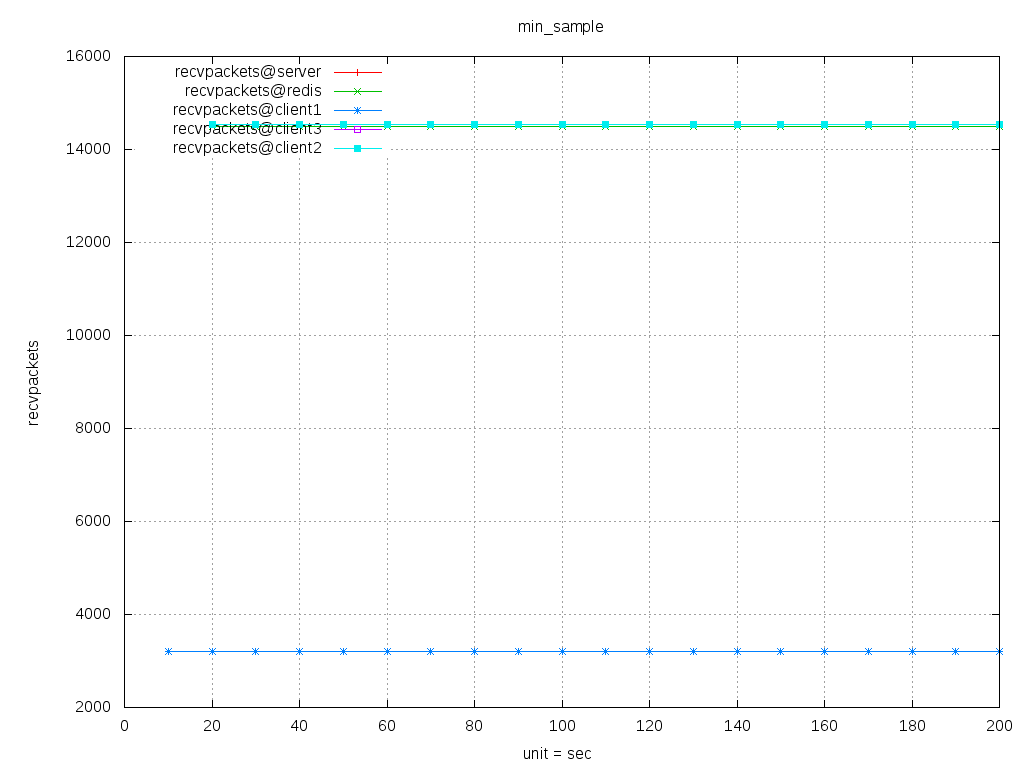 min_sample
recvpackets
16000
14000
12000
10000
8000
6000
4000
2000
recvpackets@server
recvpackets@redis
recvpackets@client1
recvpackets@client3
recvpackets@client2
0 20 40 60 80 100 120 140 160 180 200
unit = sec